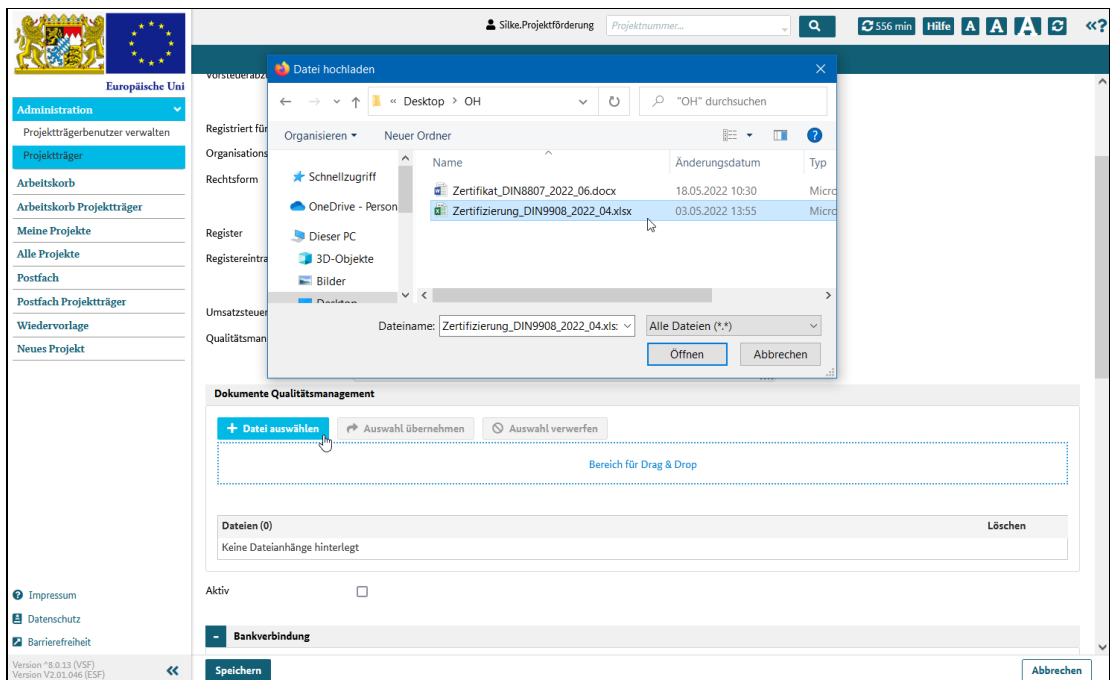 Silke.Projektförderung
Projektnummer...
556 min
Hilfe
A A A
«?
Europäische Uni
Administration
Projektträgerbenutzer verwalten
Projektträger
Arbeitskorb
Arbeitskorb Projektträger
Meine Projekte
Alle Projekte
Postfach
Postfach Projektträger
Wiedervorlage
Neues Projekt
Impressum
Datenschutz
Barrierefreiheit
Version ^8.0.13 (VSF)
Version V2.01.046 (ESF)
«
Vorsteuerabz
Registriert für
Organisations
Rechtsform
Register
Registereintra
Umsatzsteuer
Qualitätsman
Datei hochladen
« Desktop > OH
"OH" durchsuchen
Organisieren
Neuer Ordner
?
Schnellzugriff
OneDrive - Person
Dieser PC
3D-Objekte
Bilder
Desktop
Name Änderungsdatum Typ
Zertifikat_DIN8807_2022_06.docx 18.05.2022 10:30 Micro
Zertifizierung_DIN9908_2022_04.xlsx 03.05.2022 13:55 Micro
Dateiname: Zertifizierung_DIN9908_2022_04.xls
Alle Dateien (*.*)
Öffnen
Abbrechen
Dokumente Qualitätsmanagement
+ Datei auswählen
Auswahl übernehmen
Auswahl verwerfen
Bereich für Drag & Drop
Dateien (0) Löschen
Keine Dateianhänge hinterlegt
Aktiv
- Bankverbindung
Speichern
Abbrechen